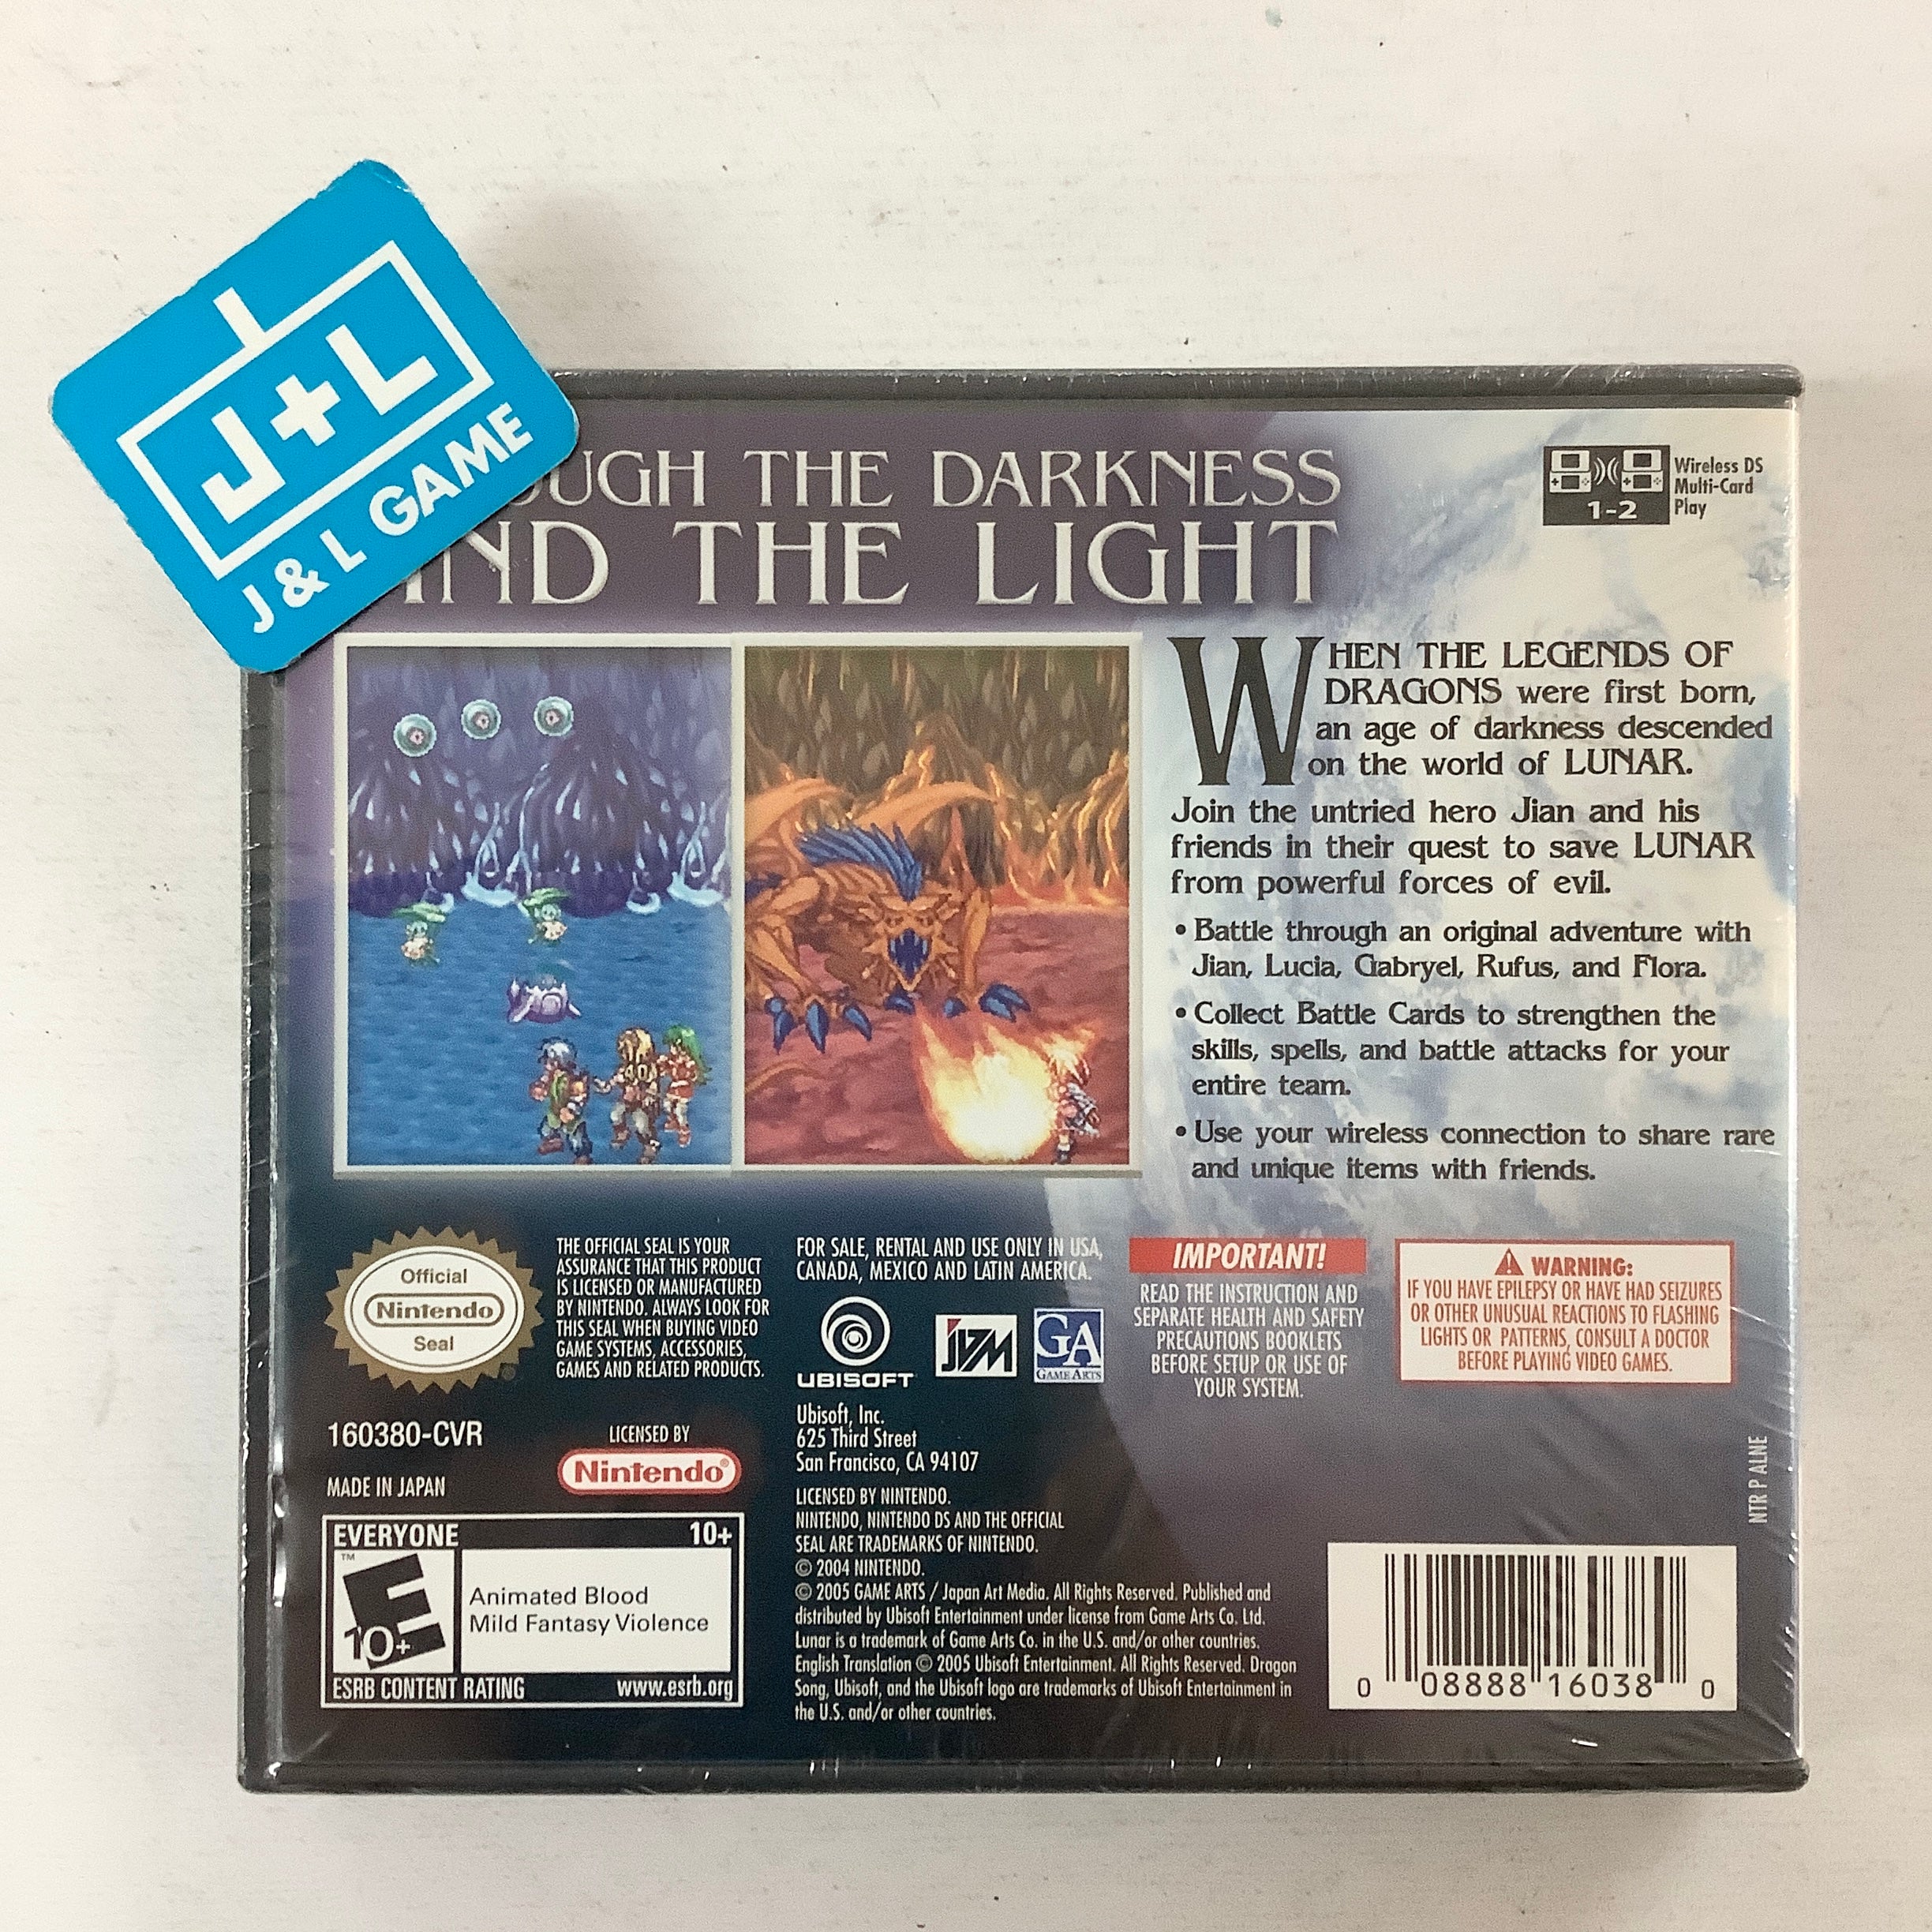 J+L
J & L GAME
THE DARKNESS
THE LIGHT
1-2
Wireless DS
Multi-Card
Play
WHEN THE LEGENDS OF
DRAGONS were first born,
an age of darkness descended
on the world of LUNAR.
Join the untried hero Jian and his
friends in their quest to save LUNAR
from powerful forces of evil.
• Battle through an original adventure with
Jian, Lucia, Gabryel, Rufus, and Flora.
• Collect Battle Cards to strengthen the
skills, spells, and battle attacks for your
entire team.
• Use your wireless connection to share rare
and unique items with friends.
Official
Nintendo
Seal
THE OFFICIAL SEAL IS YOUR
ASSURANCE THAT THIS PRODUCT
IS LICENSED OR MANUFACTURED
BY NINTENDO. ALWAYS LOOK FOR
THIS SEAL WHEN BUYING VIDEO
GAME SYSTEMS, ACCESSORIES,
GAMES AND RELATED PRODUCTS.
160380-CVR
MADE IN JAPAN
LICENSED BY
Nintendo®
EVERYONE 10+
E
10+
™
Animated Blood
Mild Fantasy Violence
ESRB CONTENT RATING www.esrb.org
FOR SALE, RENTAL AND USE ONLY IN USA,
CANADA, MEXICO AND LATIN AMERICA.
UBISOFT
GA
GAME ARTS
Ubisoft, Inc.
625 Third Street
San Francisco, CA 94107
LICENSED BY NINTENDO.
NINTENDO, NINTENDO DS AND THE OFFICIAL
SEAL ARE TRADEMARKS OF NINTENDO.
© 2004 NINTENDO.
© 2005 GAME ARTS / Japan Art Media. All Rights Reserved. Published and
distributed by Ubisoft Entertainment under license from Game Arts Co. Ltd.
Lunar is a trademark of Game Arts Co. in the U.S. and/or other countries.
English Translation © 2005 Ubisoft Entertainment. All Rights Reserved. Dragon
Song, Ubisoft, and the Ubisoft logo are trademarks of Ubisoft Entertainment in
the U.S. and/or other countries.
IMPORTANT!
READ THE INSTRUCTION AND
SEPARATE HEALTH AND SAFETY
PRECAUTIONS BOOKLETS
BEFORE SETUP OR USE OF
YOUR SYSTEM.
WARNING:
IF YOU HAVE EPILEPSY OR HAVE HAD SEIZURES
OR OTHER UNUSUAL REACTIONS TO FLASHING
LIGHTS OR PATTERNS, CONSULT A DOCTOR
BEFORE PLAYING VIDEO GAMES.
NTR P ALNE
0 08888 16038 0